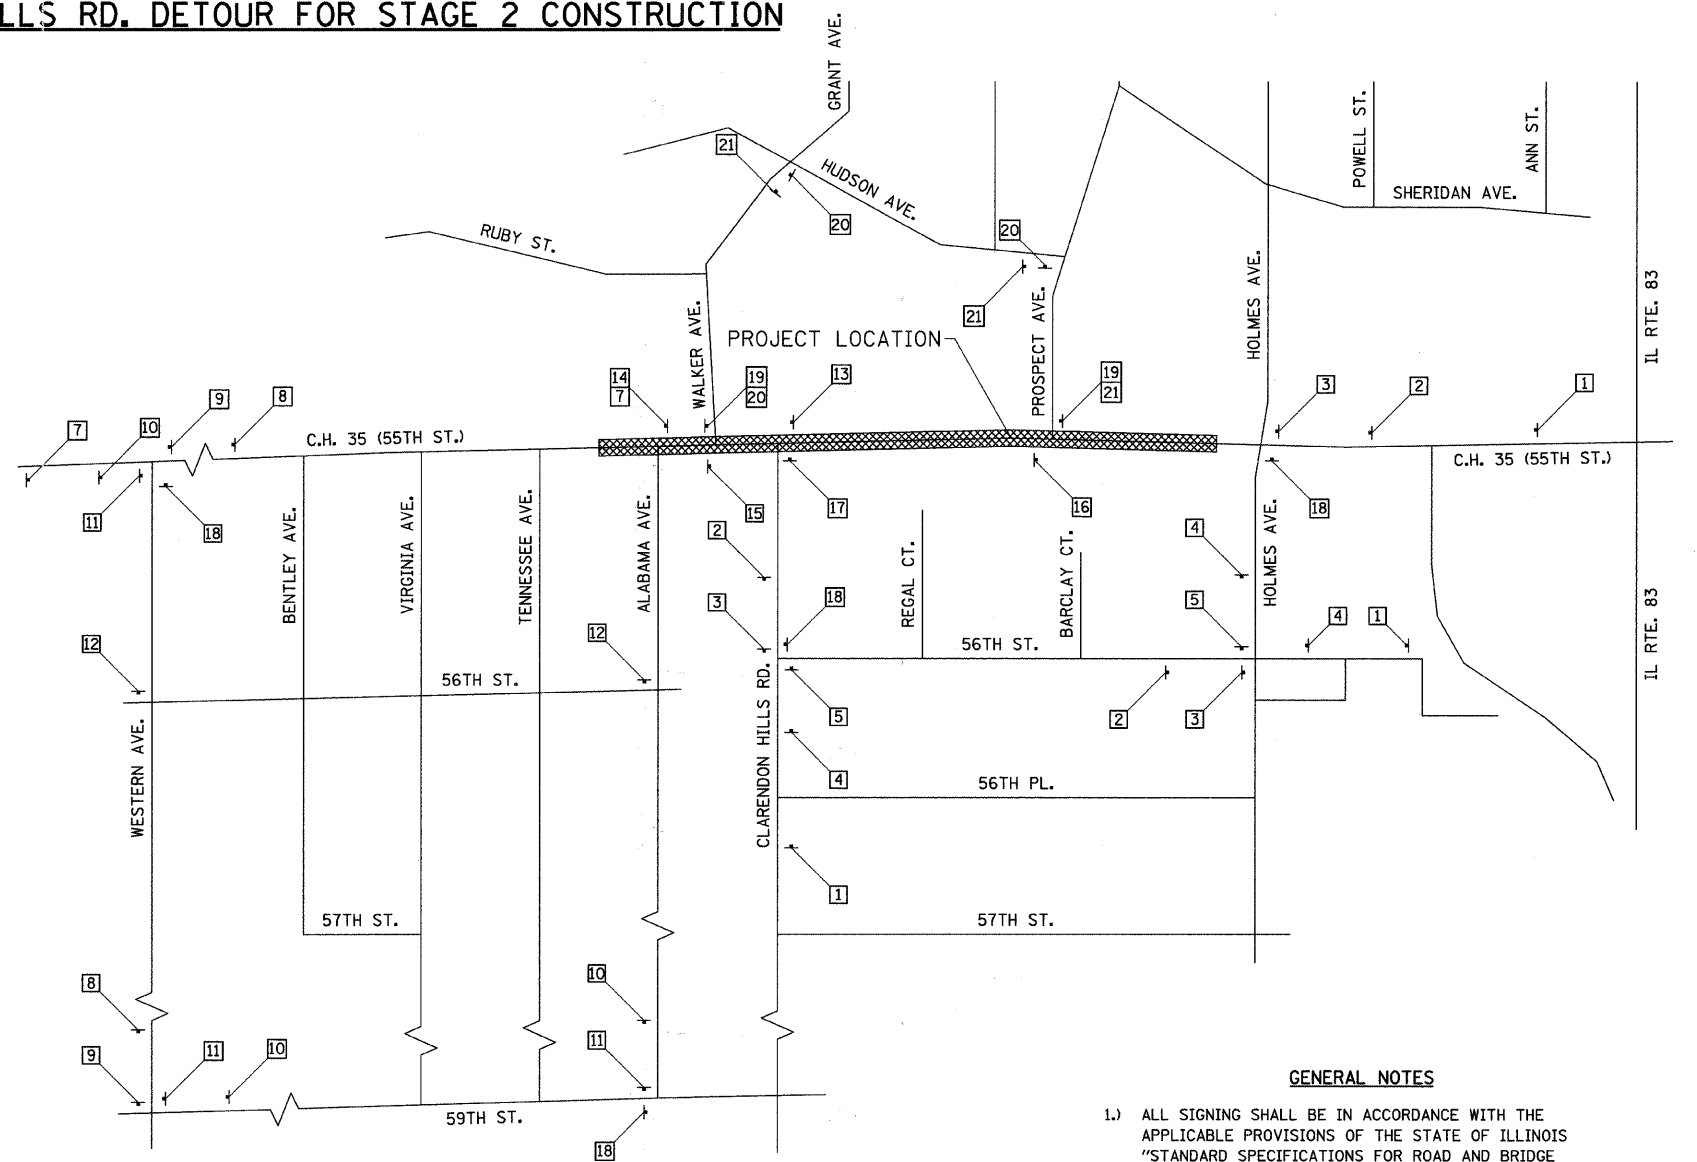 LLS RD. DETOUR FOR STAGE 2 CONSTRUCTION
GRANT AVE.
POWELL ST.
ANN ST.
21
HUDSON AVE.
SHERIDAN AVE.
20
20
RUBY ST.
HOLMES AVE.
IL RTE. 83
21
PROSPECT AVE.
WALKER AVE.
PROJECT LOCATION
14
7
19
20
13
19
21
3
2
1
9
8
7
10
C.H. 35 (55TH ST.)
C.H. 35 (55TH ST.)
11
18
15
17
16
18
BENTLEY AVE.
VIRGINIA AVE.
TENNESSEE AVE.
ALABAMA AVE.
2
REGAL CT.
BARCLAY CT.
4
HOLMES AVE.
3
18
5
4
1
IL RTE. 83
12
12
56TH ST.
56TH ST.
WESTERN AVE.
CLARENDON HILLS RD.
5
2
3
4
56TH PL.
1
57TH ST.
57TH ST.
8
10
9
11
10
11
59TH ST.
18
GENERAL NOTES
1.) ALL SIGNING SHALL BE IN ACCORDANCE WITH THE
APPLICABLE PROVISIONS OF THE STATE OF ILLINOIS
"STANDARD SPECIFICATIONS FOR ROAD AND BRIDGE